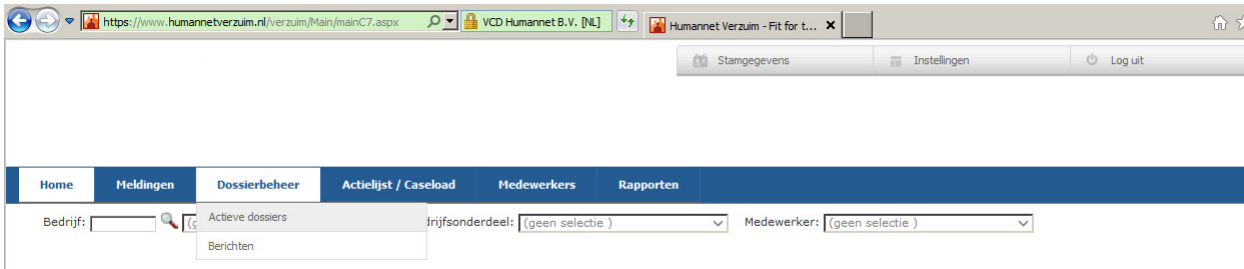 https://www.humannetverzuim.nl/verzuim/Main/mainC7.aspx VCD Humannet B.V. [NL] Humannet Verzuim - Fit for t...
Stamgegevens Instellingen Log uit
Home Meldingen Dossierbeheer Actielijst / Caseload Medewerkers Rapporten
Bedrijf: (g drijfsonderdeel: (geen selectie ) Medewerker: (geen selectie )
Actieve dossiers
Berichten